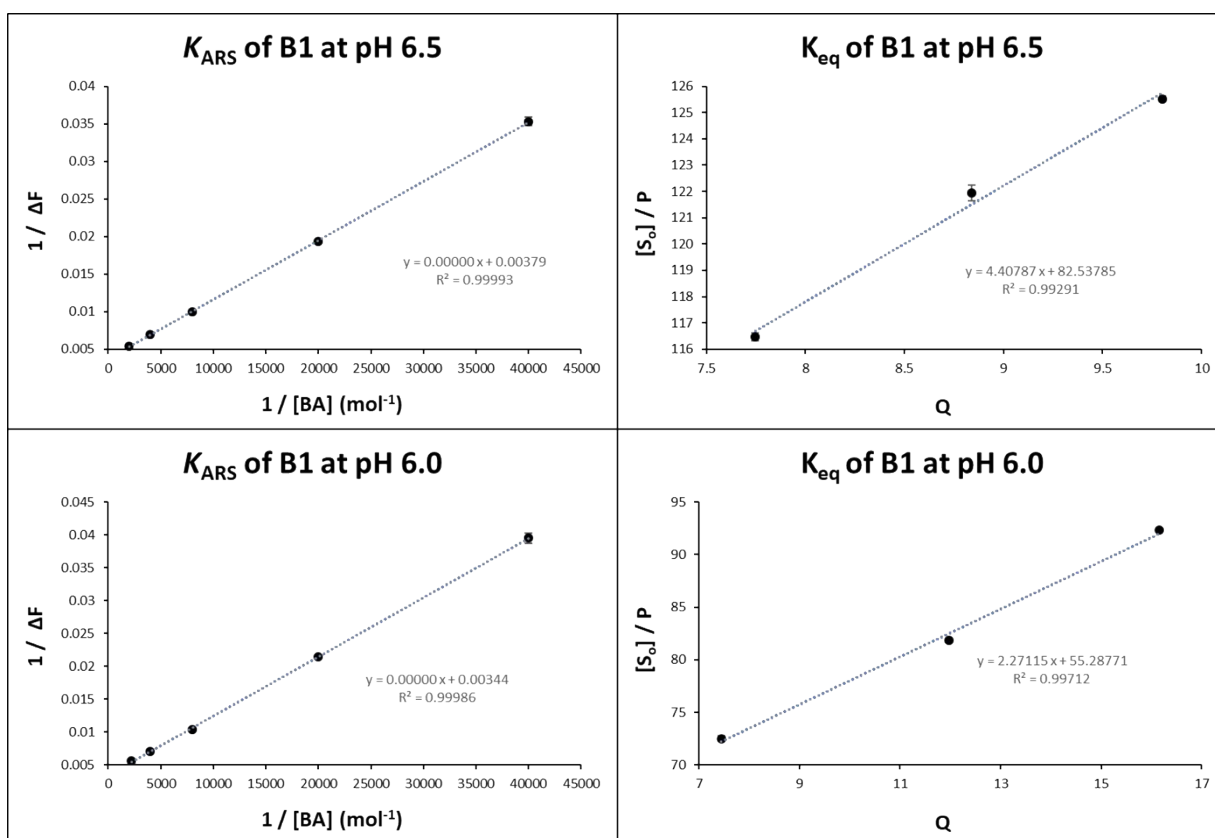 K_ARS of B1 at pH 6.5
1 / ΔF
0.04
0.035
0.03
0.025
0.02
0.015
0.01
0.005
y = 0.00000 x + 0.00379
R² = 0.99993
0 5000 10000 15000 20000 25000 30000 35000 40000 45000
1 / [BA] (mol⁻¹)
K_eq of B1 at pH 6.5
[S_o] / P
126
125
124
123
122
121
120
119
118
117
116
y = 4.40787 x + 82.53785
R² = 0.99291
7.5 8 8.5 9 9.5 10
Q
K_ARS of B1 at pH 6.0
1 / ΔF
0.045
0.04
0.035
0.03
0.025
0.02
0.015
0.01
0.005
y = 0.00000 x + 0.00344
R² = 0.99986
0 5000 10000 15000 20000 25000 30000 35000 40000 45000
1 / [BA] (mol⁻¹)
K_eq of B1 at pH 6.0
[S_o] / P
95
90
85
80
75
70
y = 2.27115 x + 55.28771
R² = 0.99712
7 9 11 13 15 17
Q